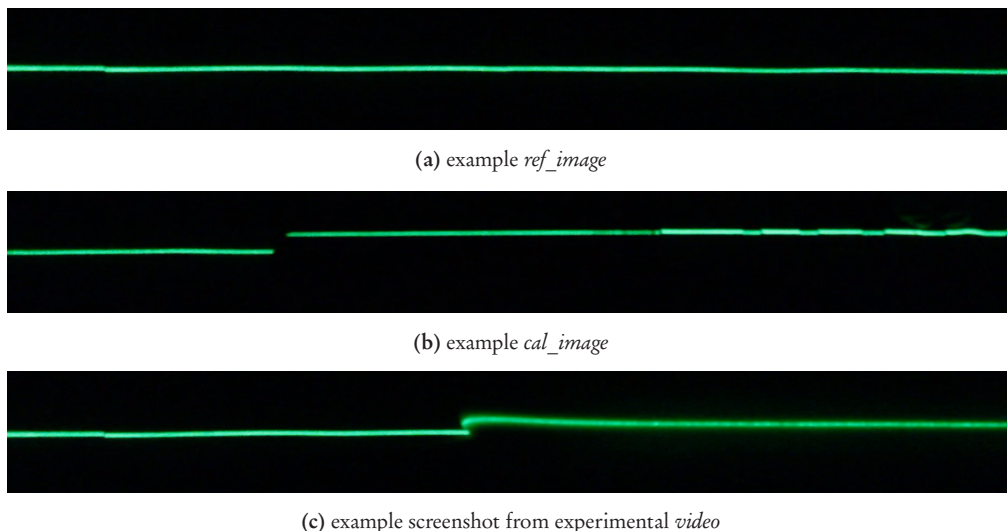 (a) example ref_image
(b) example cal_image
(c) example screenshot from experimental video